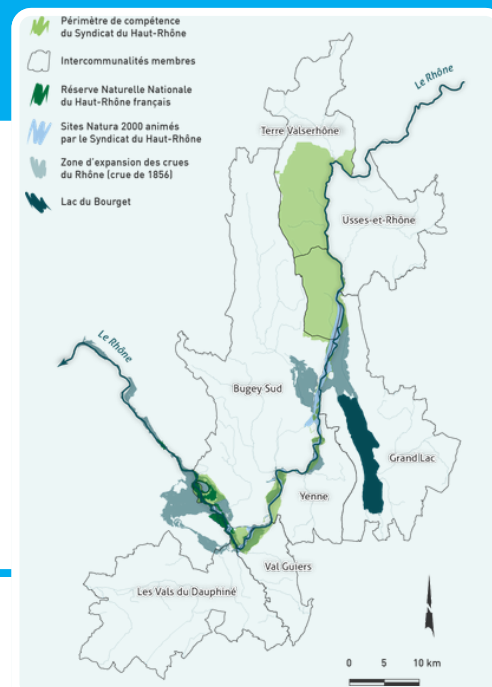 Périmètre de compétence
du Syndicat du Haut-Rhône
Intercommunalités membres
Réserve Naturelle Nationale
du Haut-Rhône français
Sites Natura 2000 animés
par le Syndicat du Haut-Rhône
Zone d'expansion des crues
du Rhône (crue de 1856)
Lac du Bourget
Le Rhône
Terre Valserhône
Usses-et-Rhône
Le Rhône
Bugey Sud
Grand Lac
Yenne
Val Guiers
Les Vals du Dauphiné
N
0 5 10 km